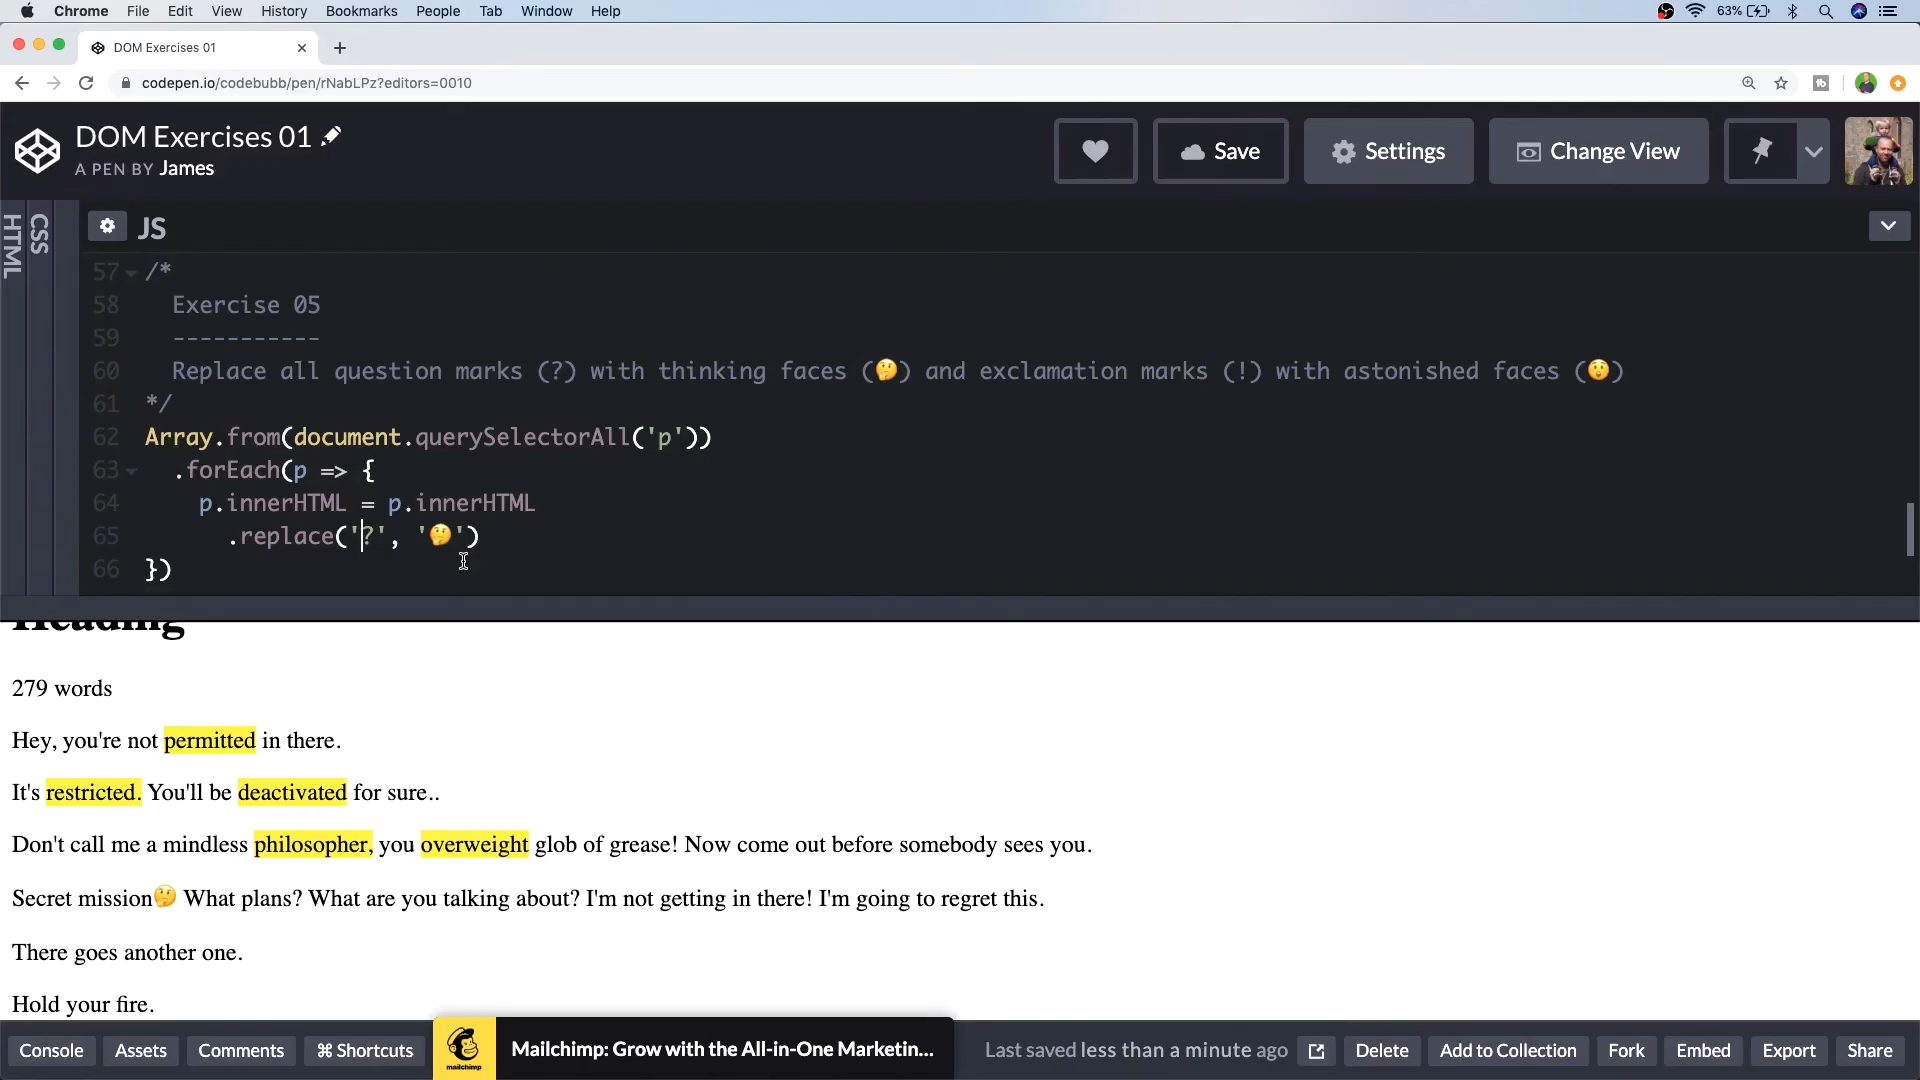 Chrome File Edit View History Bookmarks People Tab Window Help 63%
DOM Exercises 01
codepen.io/codebubb/pen/rNabLPz?editors=0010
DOM Exercises 01
A PEN BY James
Save
Settings
Change View
HTML
CSS
JS
57 /*
58 Exercise 05
59 -----------
60 Replace all question marks (?) with thinking faces (🤔) and exclamation marks (!) with astonished faces (😲)
61 */
62 Array.from(document.querySelectorAll('p'))
63 .forEach(p => {
64 p.innerHTML = p.innerHTML
65 .replace('?', '🤔')
66 })
Heading
279 words
Hey, you're not permitted in there.
It's restricted. You'll be deactivated for sure..
Don't call me a mindless philosopher, you overweight glob of grease! Now come out before somebody sees you.
Secret mission🤔 What plans? What are you talking about? I'm not getting in there! I'm going to regret this.
There goes another one.
Hold your fire.
Console Assets Comments ⌘ Shortcuts
mailchimp
Mailchimp: Grow with the All-in-One Marketin...
Last saved less than a minute ago
Delete Add to Collection Fork Embed Export Share